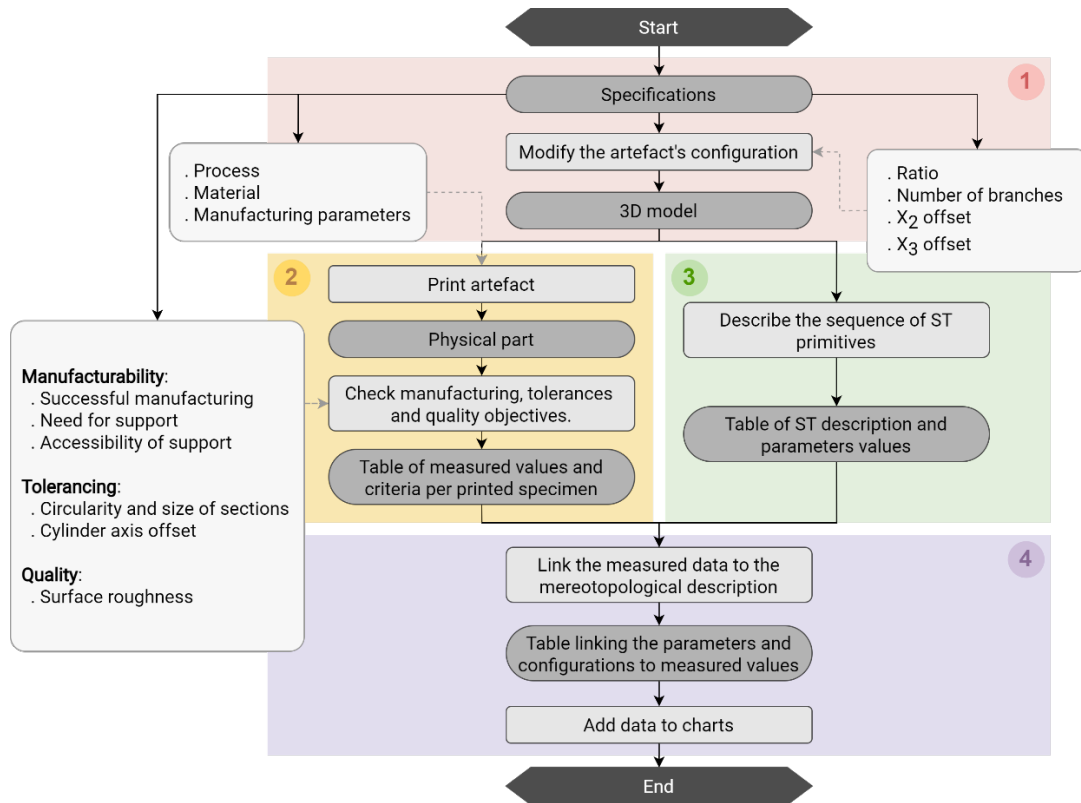 Start
1
Specifications
Modify the artefact's configuration
. Process
. Material
. Manufacturing parameters
. Ratio
. Number of branches
. X2 offset
. X3 offset
3D model
2
Print artefact
Physical part
Check manufacturing, tolerances
and quality objectives.
Table of measured values and
criteria per printed specimen
3
Describe the sequence of ST
primitives
Table of ST description and
parameters values
Manufacturability:
. Successful manufacturing
. Need for support
. Accessibility of support
Tolerancing:
. Circularity and size of sections
. Cylinder axis offset
Quality:
. Surface roughness
4
Link the measured data to the
mereotopological description
Table linking the parameters and
configurations to measured values
Add data to charts
End